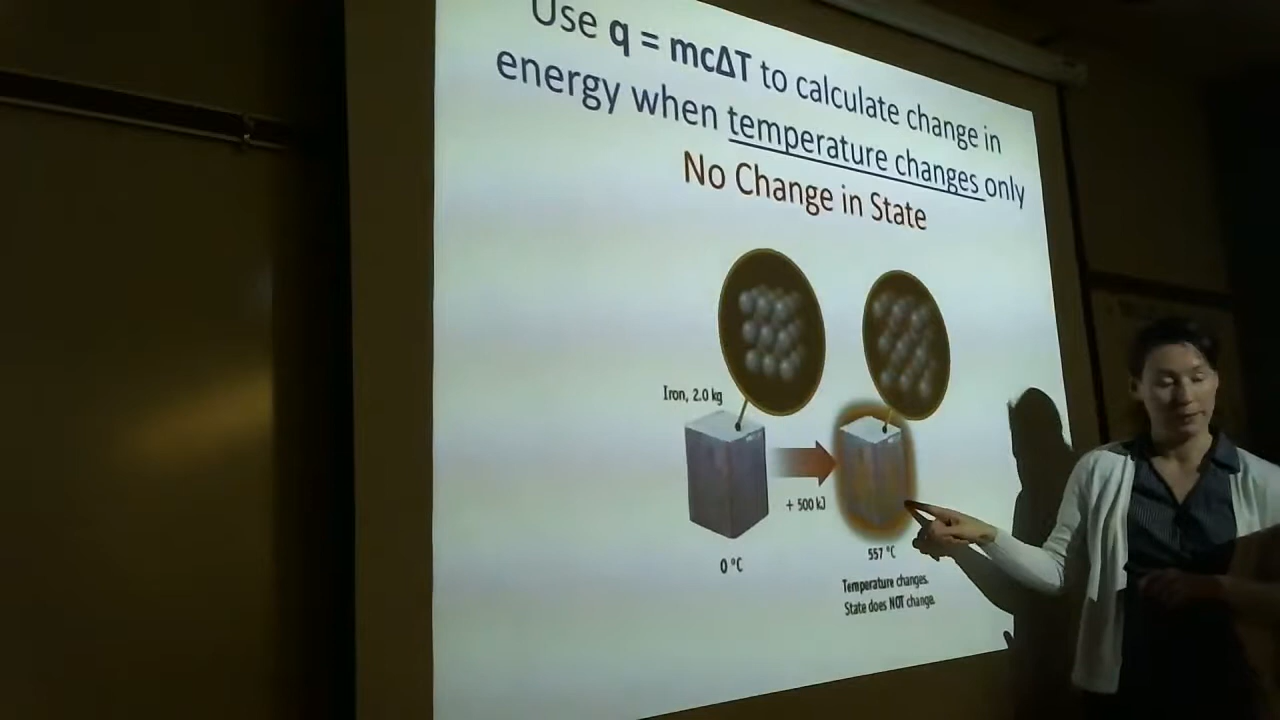 Use q = mcΔT to calculate change in
energy when temperature changes only
No Change in State
Iron, 2.0 kg
+ 500 kJ
0 °C
557 °C
Temperature changes.
State does NOT change.